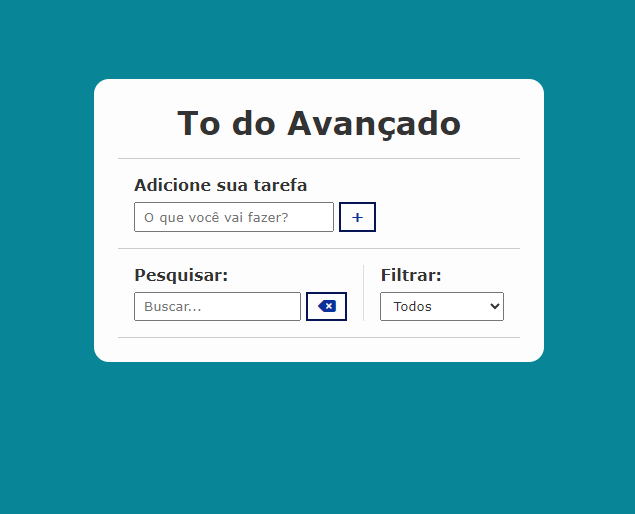 To do Avançado
Adicione sua tarefa
O que você vai fazer?
+
Pesquisar:
Filtrar:
Buscar...
Todos